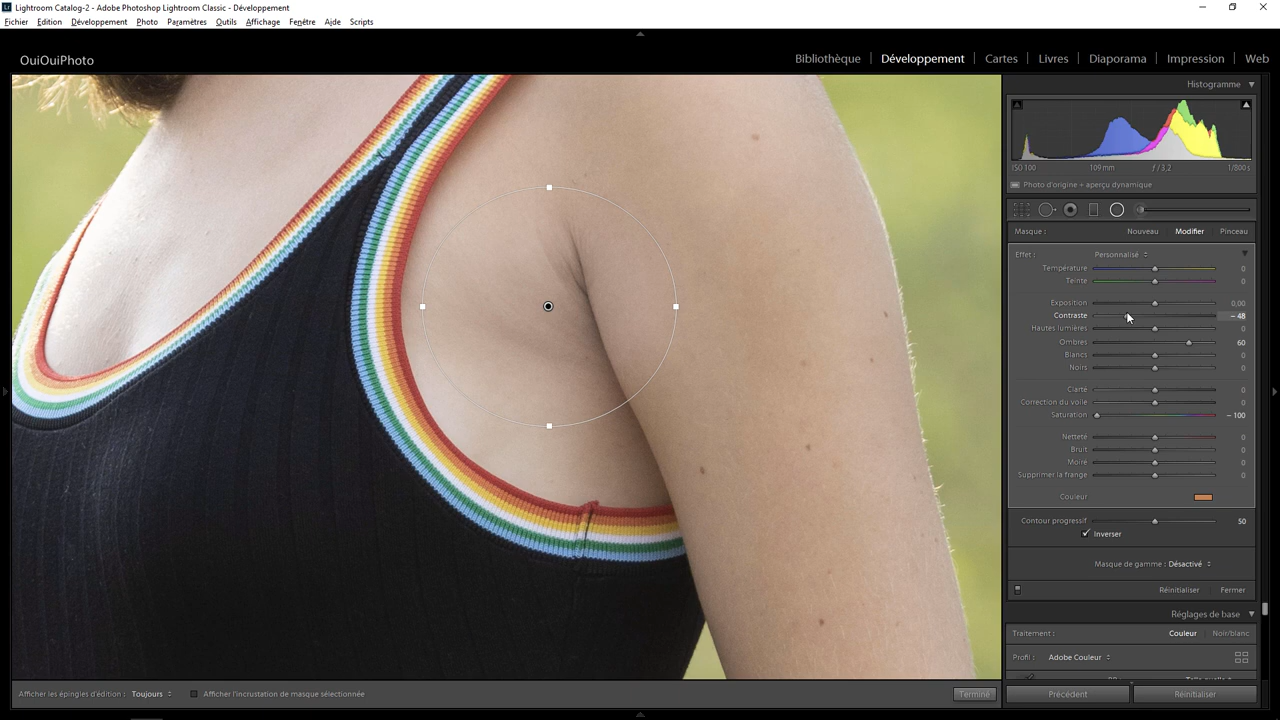 Lightroom Catalog-2 - Adobe Photoshop Lightroom Classic - Développement
Fichier Edition Développement Photo Paramètres Outils Affichage Fenêtre Aide Scripts
OuiOuiPhoto
Bibliothèque Développement Cartes Livres Diaporama Impression Web
Histogramme
ISO 100 109 mm ƒ / 3,2 1/800 s
Photo d'origine + aperçu dynamique
Masque : Nouveau Modifier Pinceau
Effet : Personnalisé
Température 0
Teinte 0
Exposition 0,00
Contraste – 48
Hautes lumières 0
Ombres 60
Blancs 0
Noirs 0
Clarté 0
Correction du voile 0
Saturation – 100
Netteté 0
Bruit 0
Moiré 0
Supprimer la frange 0
Couleur
Contour progressif 50
Inverser
Masque de gamme : Désactivé
Réinitialiser Fermer
Réglages de base
Traitement : Couleur Noir/blanc
Profil : Adobe Couleur
Afficher les épingles d'édition : Toujours Afficher l'incrustation de masque sélectionnée Terminé
Précédent Réinitialiser